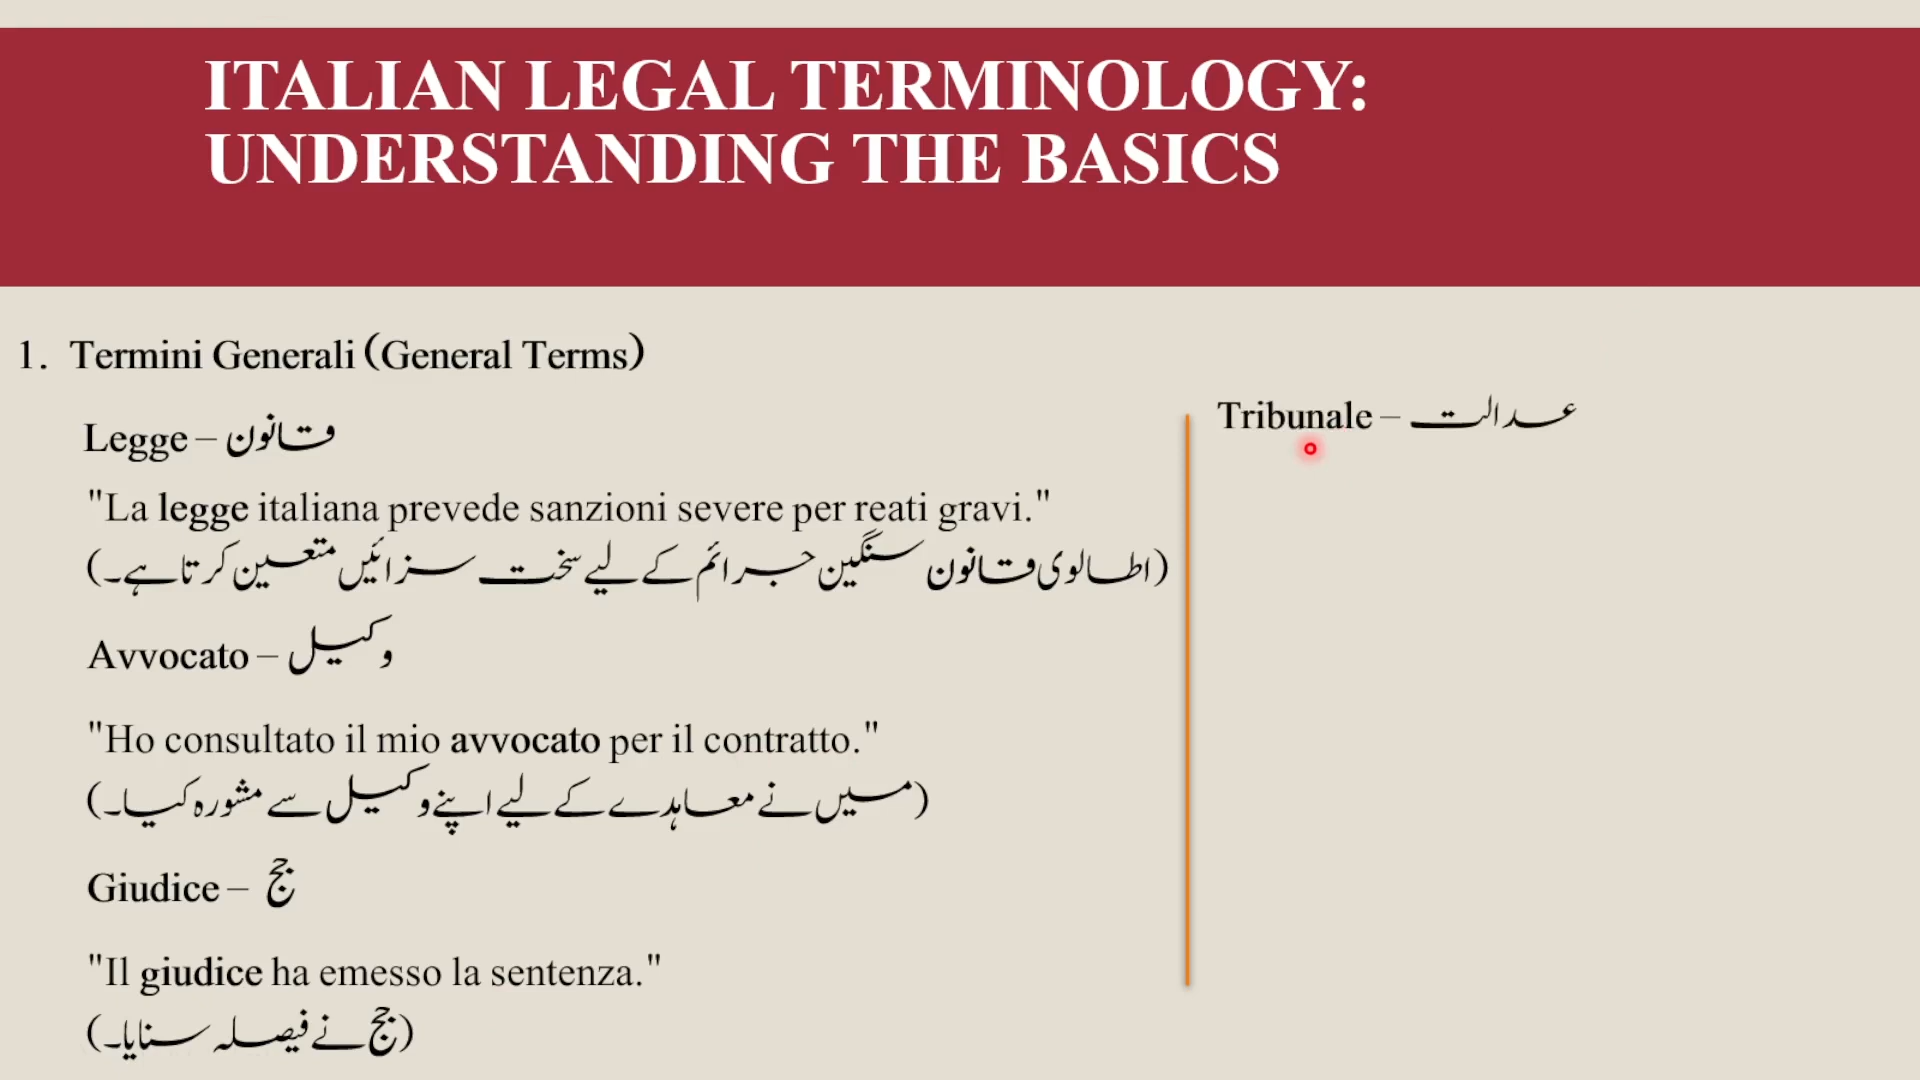 ITALIAN LEGAL TERMINOLOGY:
UNDERSTANDING THE BASICS
1. Termini Generali (General Terms)
Legge – قانون
"La legge italiana prevede sanzioni severe per reati gravi."
(اطالوی قانون سنگین جرائم کے لیے سخت سزائیں متعین کرتا ہے۔)
Avvocato – وکیل
"Ho consultato il mio avvocato per il contratto."
(میں نے معاہدے کے لیے اپنے وکیل سے مشورہ کیا۔)
Giudice – جج
"Il giudice ha emesso la sentenza."
(جج نے فیصلہ سنایا۔)
Tribunale – عدالت